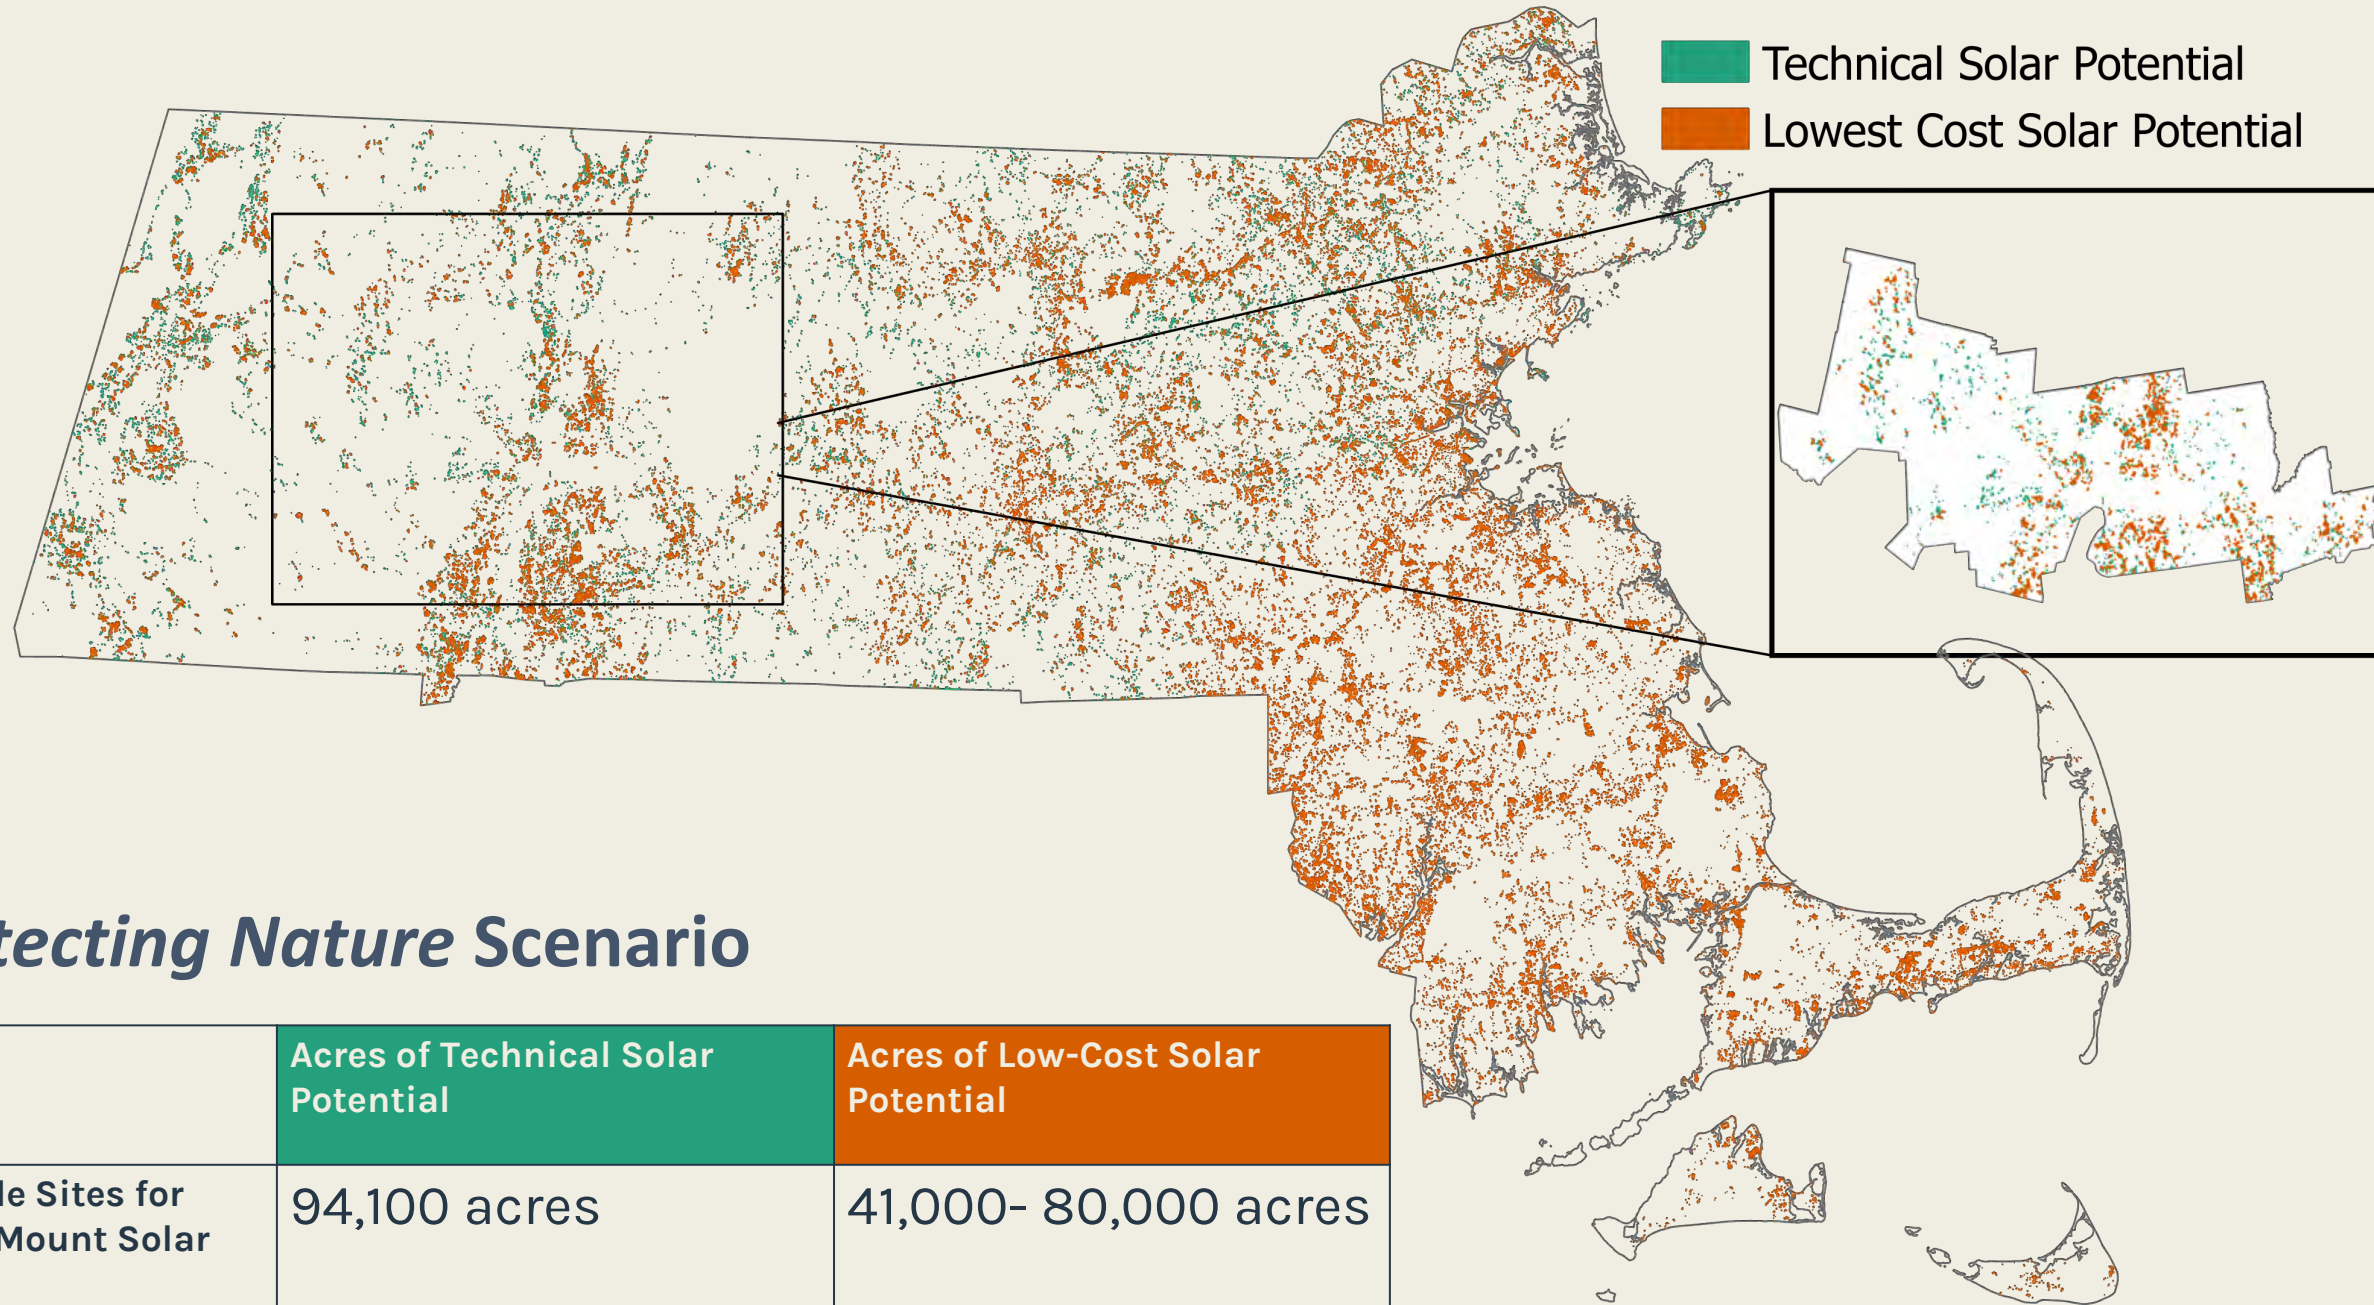 Technical Solar Potential
Lowest Cost Solar Potential
tecting Nature Scenario
Acres of Technical Solar
Potential
Acres of Low-Cost Solar
Potential
le Sites for
Mount Solar
94,100 acres
41,000- 80,000 acres